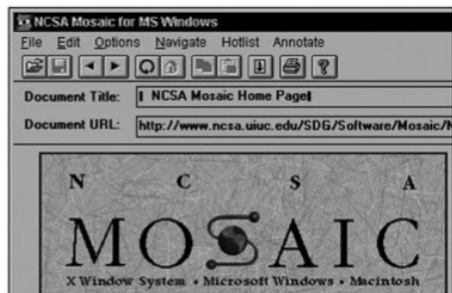 NCSA Mosaic for MS Windows
File Edit Options Navigate Hotlist Annotate
Document Title: NCSA Mosaic Home Page
Document URL: http://www.ncsa.uiuc.edu/SDG/Software/Mosaic/N
N C S A
MOSAIC
X Window System • Microsoft Windows • Macintosh